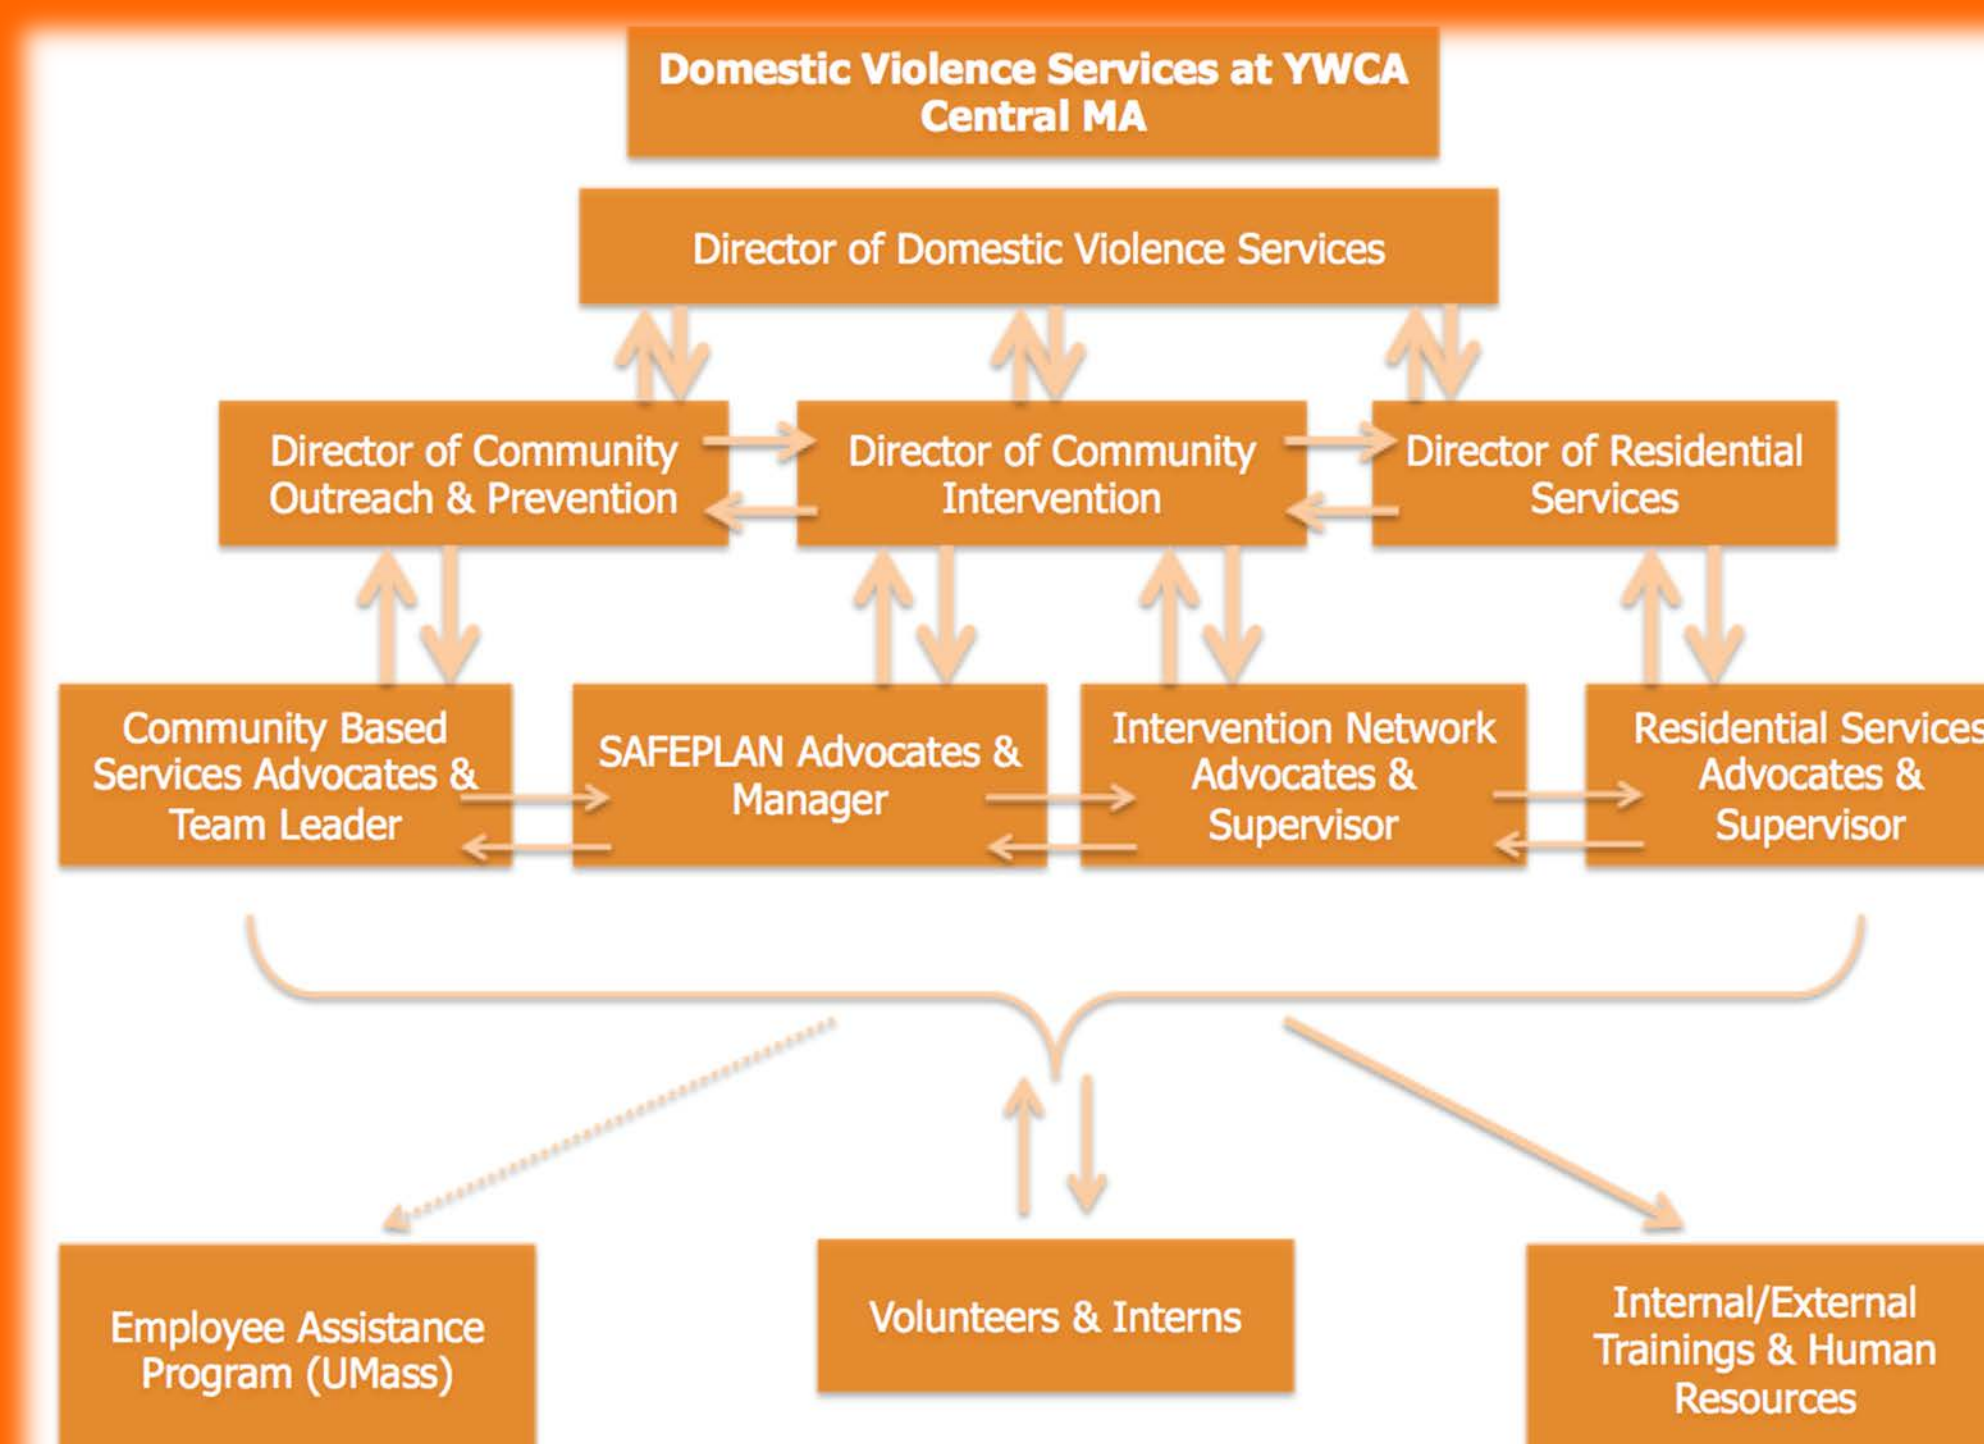 Domestic Violence Services at YWCA
Central MA
Director of Domestic Violence Services
Director of Community
Outreach & Prevention
Director of Community
Intervention
Director of Residential
Services
Community Based
Services Advocates &
Team Leader
SAFEPLAN Advocates &
Manager
Intervention Network
Advocates &
Supervisor
Residential Services
Advocates &
Supervisor
Employee Assistance
Program (UMass)
Volunteers & Interns
Internal/External
Trainings & Human
Resources